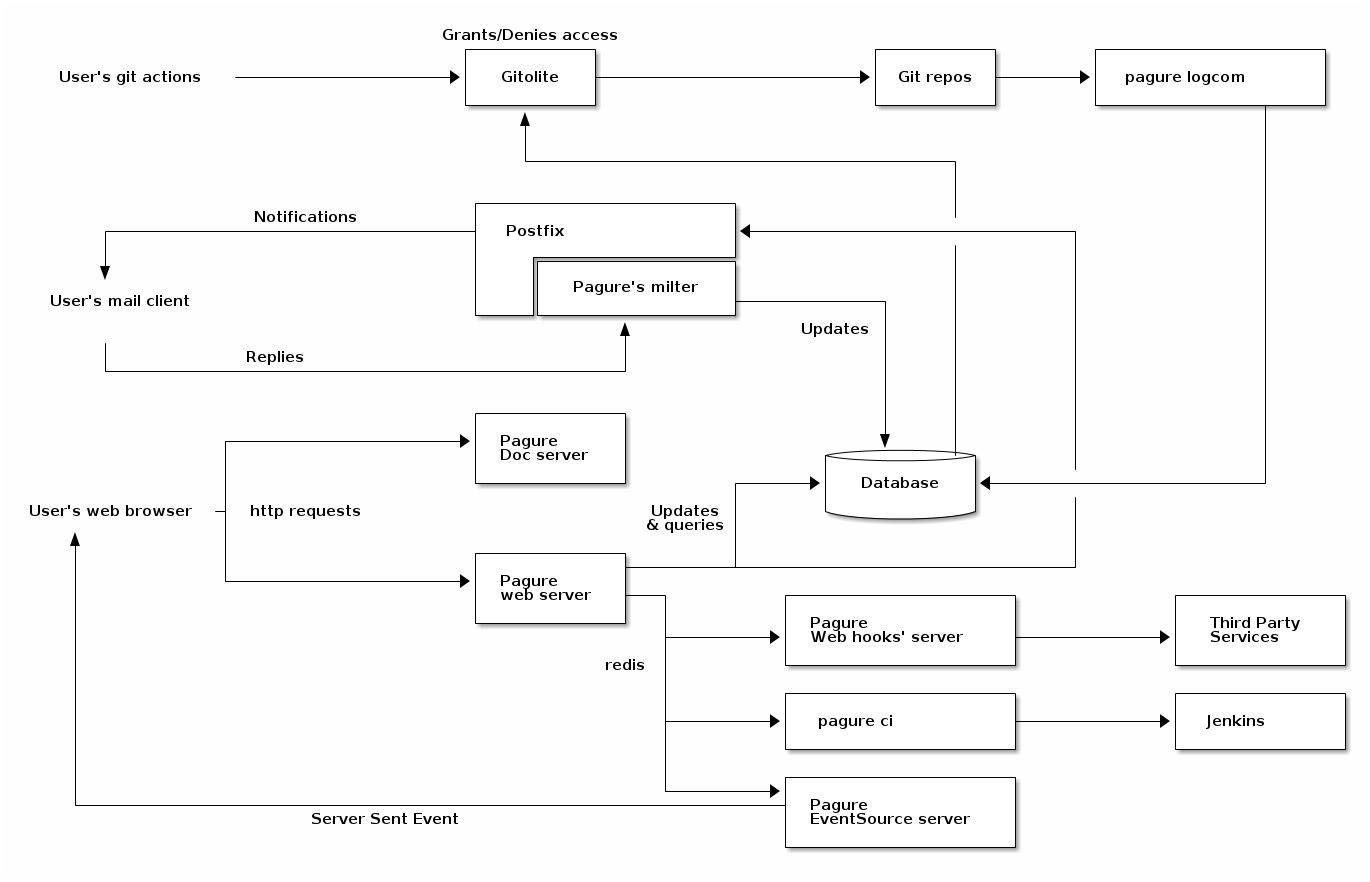 Grants/Denies access
User's git actions
Gitolite
Git repos
pagure logcom
Notifications
Postfix
Pagure's milter
User's mail client
Updates
Replies
Pagure
Doc server
Database
User's web browser
http requests
Updates
& queries
Pagure
web server
Pagure
Web hooks' server
Third Party
Services
redis
pagure ci
Jenkins
Pagure
EventSource server
Server Sent Event